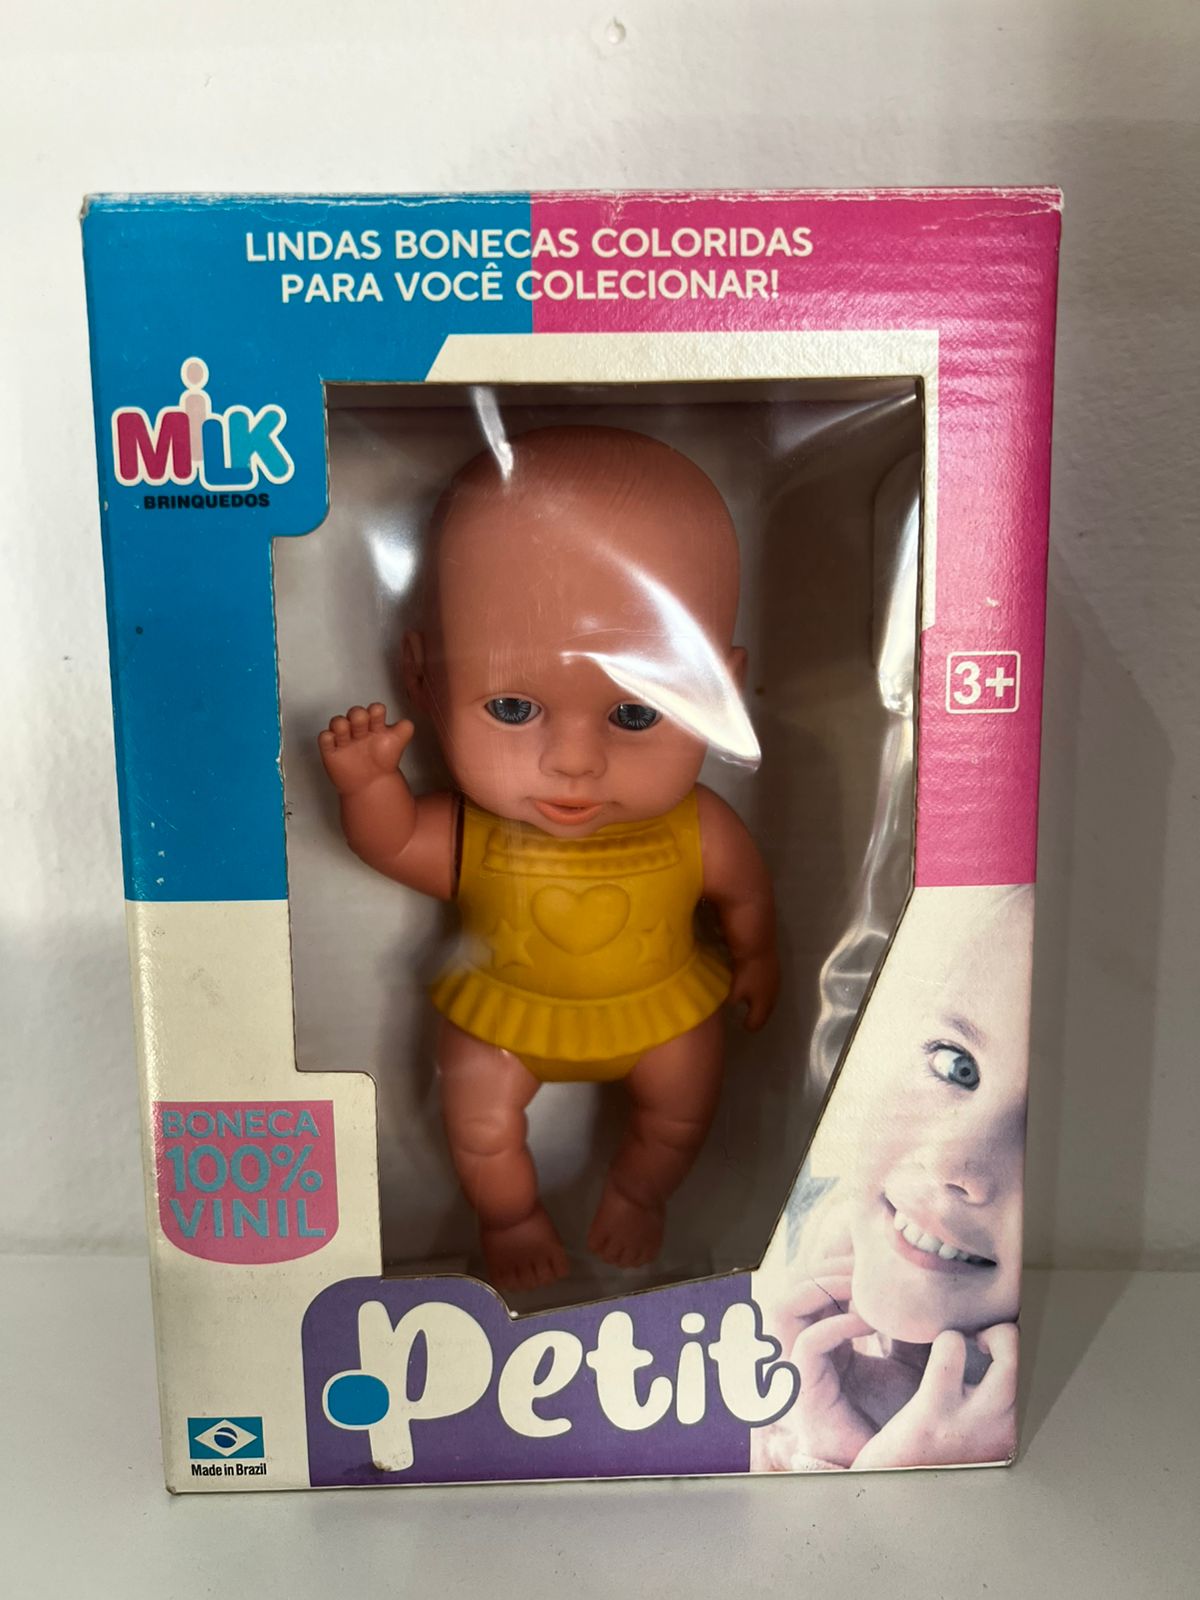 LINDAS BONECAS COLORIDAS
PARA VOCÊ COLECIONAR!
MiLK
BRINQUEDOS
3+
BONECA
100%
VINIL
Petit
Made in Brazil